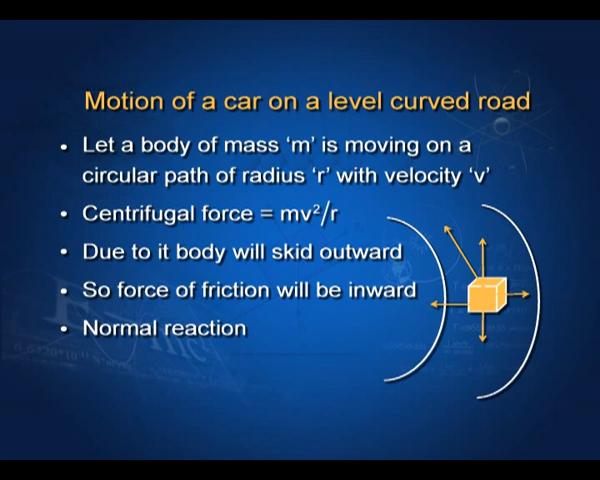 Motion of a car on a level curved road
• Let a body of mass ‘m’ is moving on a
circular path of radius ‘r’ with velocity ‘v’
• Centrifugal force = mv²/r
• Due to it body will skid outward
• So force of friction will be inward
• Normal reaction